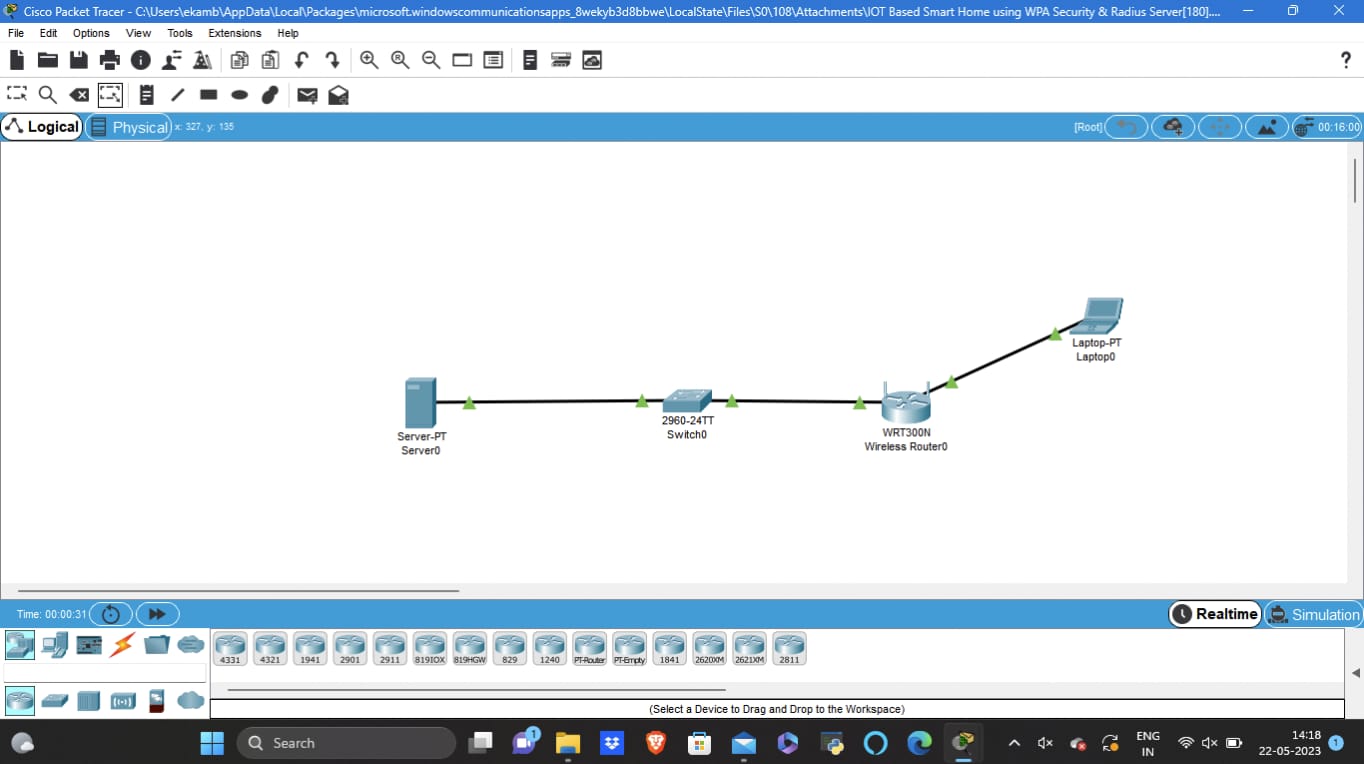 Cisco Packet Tracer - C:\Users\ekamb\AppData\Local\Packages\microsoft.windowscommunicationsapps_8wekyb3d8bbwe\LocalState\Files\S0\108\Attachments\IOT Based Smart Home using WPA Security & Radius Server[180]....
File Edit Options View Tools Extensions Help
?
Logical Physical x: 327, y: 135 [Root] 00:16:00
Laptop-PT
Laptop0
2960-24TT
Switch0
Server-PT
Server0
WRT300N
Wireless Router0
Time: 00:00:31 Realtime Simulation
4331 4321 1941 2901 2911 819IOX 819HGW 829 1240 PT-Router PT-Empty 1841 2620XM 2621XM 2811
(Select a Device to Drag and Drop to the Workspace)
Search 1 ENG IN 14:18 22-05-2023 1